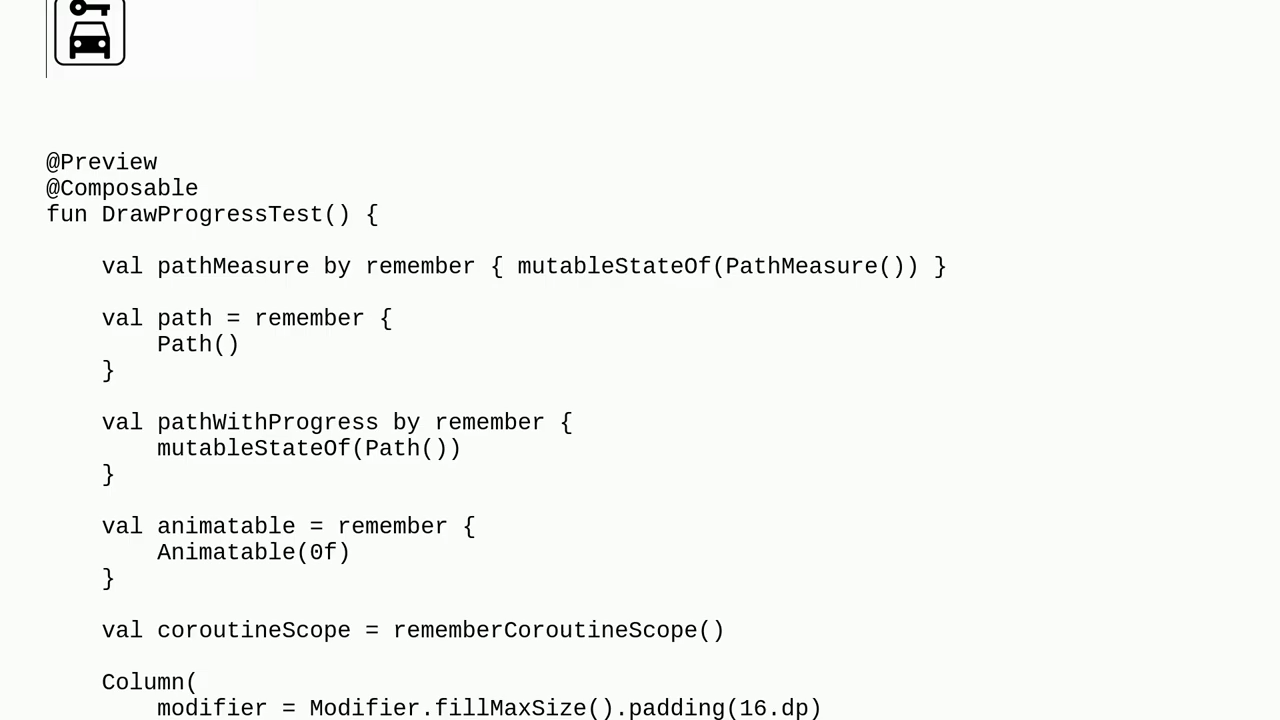 @Preview
@Composable
fun DrawProgressTest() {
val pathMeasure by remember { mutableStateOf(PathMeasure()) }
val path = remember {
Path()
}
val pathWithProgress by remember {
mutableStateOf(Path())
}
val animatable = remember {
Animatable(0f)
}
val coroutineScope = rememberCoroutineScope()
Column(
modifier = Modifier.fillMaxSize().padding(16.dp)